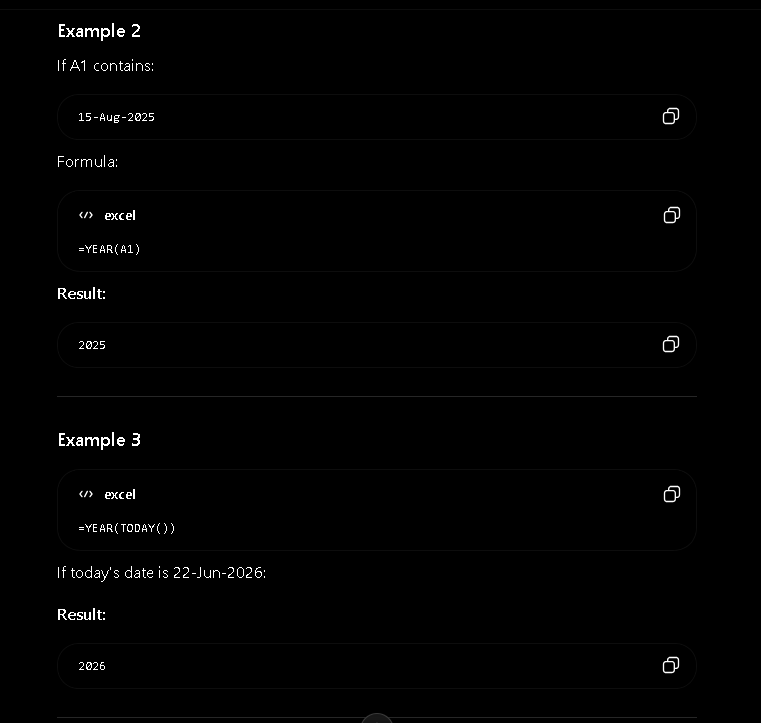 Example 2
If A1 contains:
15-Aug-2025
Formula:
</> excel
=YEAR(A1)
Result:
2025
Example 3
</> excel
=YEAR(TODAY())
If today's date is 22-Jun-2026:
Result:
2026